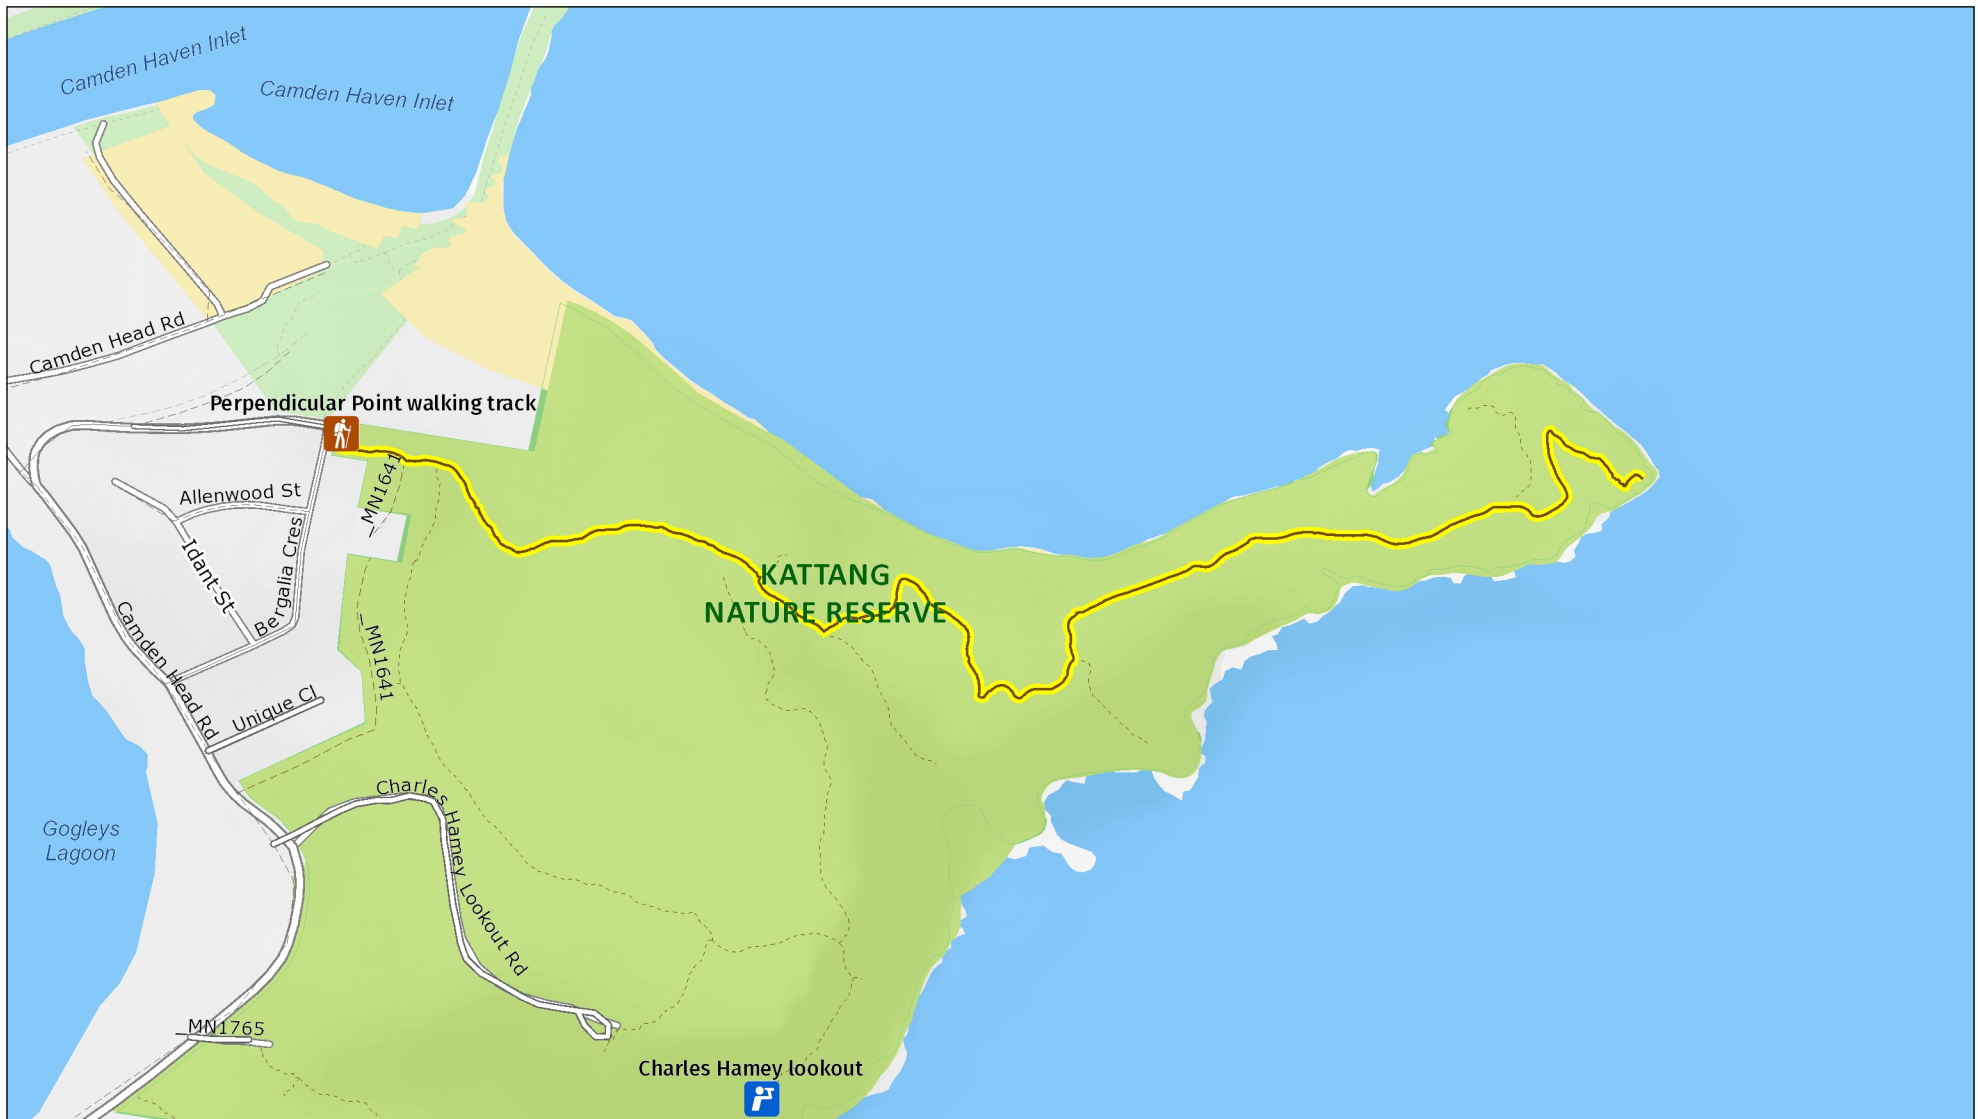 Camden Haven Inlet
Camden Haven Inlet
Camden Head Rd
Perpendicular Point walking track
MN1641
Allenwood St
Idant St
Bergalia Cres
KATTANG
NATURE RESERVE
Camden Head Rd
MN1641
Unique Cl
Charles Hamey Lookout Rd
Gogleys
Lagoon
MN1765
Charles Hamey lookout